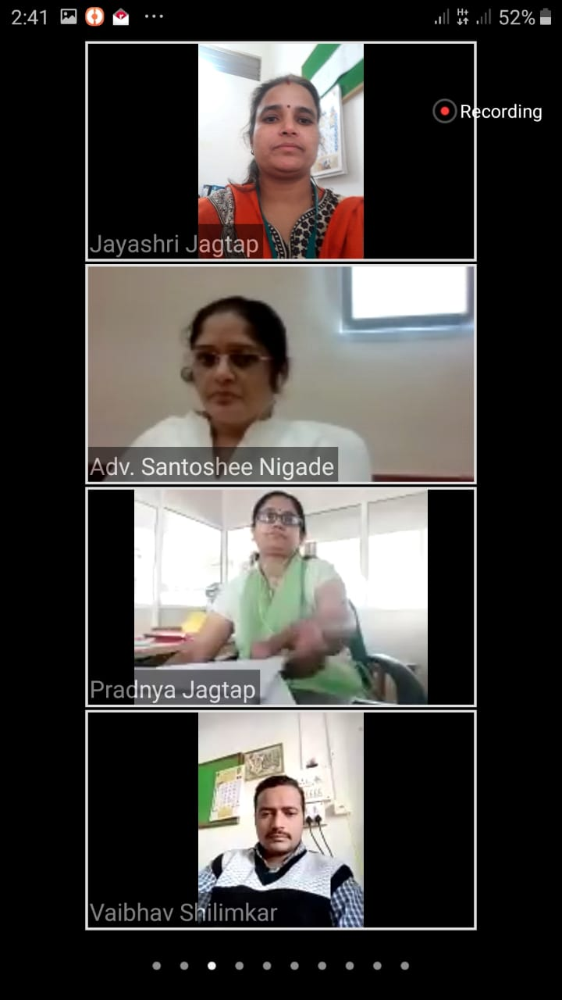 2:41
H+
52%
Recording
Jayashri Jagtap
Adv. Santoshee Nigade
Pradnya Jagtap
Vaibhav Shilimkar